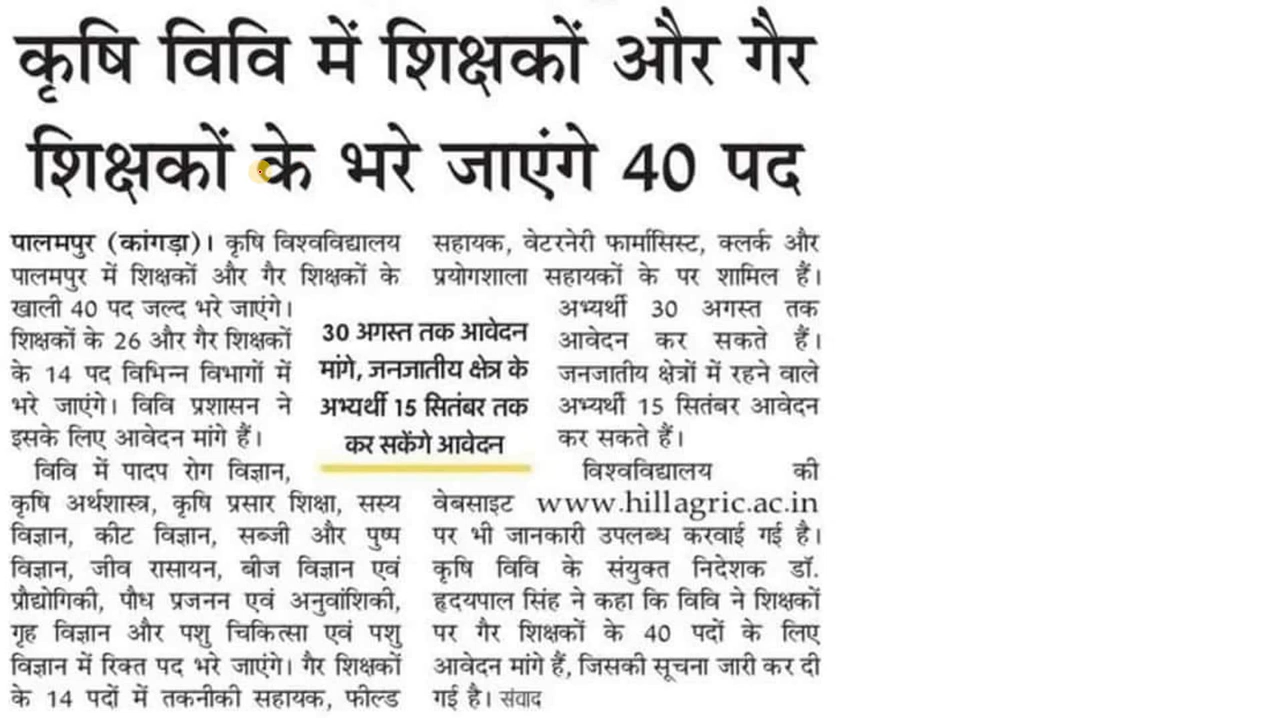 कृषि विवि में शिक्षकों और गैर
शिक्षकों के भरे जाएंगे 40 पद
पालमपुर (कांगड़ा)। कृषि विश्वविद्यालय
पालमपुर में शिक्षकों और गैर शिक्षकों के
खाली 40 पद जल्द भरे जाएंगे।
शिक्षकों के 26 और गैर शिक्षकों
के 14 पद विभिन्न विभागों में
भरे जाएंगे। विवि प्रशासन ने
इसके लिए आवेदन मांगे हैं।
विवि में पादप रोग विज्ञान,
कृषि अर्थशास्त्र, कृषि प्रसार शिक्षा, सस्य
विज्ञान, कीट विज्ञान, सब्जी और पुष्प
विज्ञान, जीव रासायन, बीज विज्ञान एवं
प्रौद्योगिकी, पौध प्रजनन एवं अनुवांशिकी,
गृह विज्ञान और पशु चिकित्सा एवं पशु
विज्ञान में रिक्त पद भरे जाएंगे। गैर शिक्षकों
के 14 पदों में तकनीकी सहायक, फील्ड
30 अगस्त तक आवेदन
मांगे, जनजातीय क्षेत्र के
अभ्यर्थी 15 सितंबर तक
कर सकेंगे आवेदन
सहायक, वेटरनेरी फार्मासिस्ट, क्लर्क और
प्रयोगशाला सहायकों के पर शामिल हैं।
अभ्यर्थी 30 अगस्त तक
आवेदन कर सकते हैं।
जनजातीय क्षेत्रों में रहने वाले
अभ्यर्थी 15 सितंबर आवेदन
कर सकते हैं।
विश्वविद्यालय की
वेबसाइट www.hillagric.ac.in
पर भी जानकारी उपलब्ध करवाई गई है।
कृषि विवि के संयुक्त निदेशक डॉ.
हृदयपाल सिंह ने कहा कि विवि ने शिक्षकों
पर गैर शिक्षकों के 40 पदों के लिए
आवेदन मांगे हैं, जिसकी सूचना जारी कर दी
गई है। संवाद